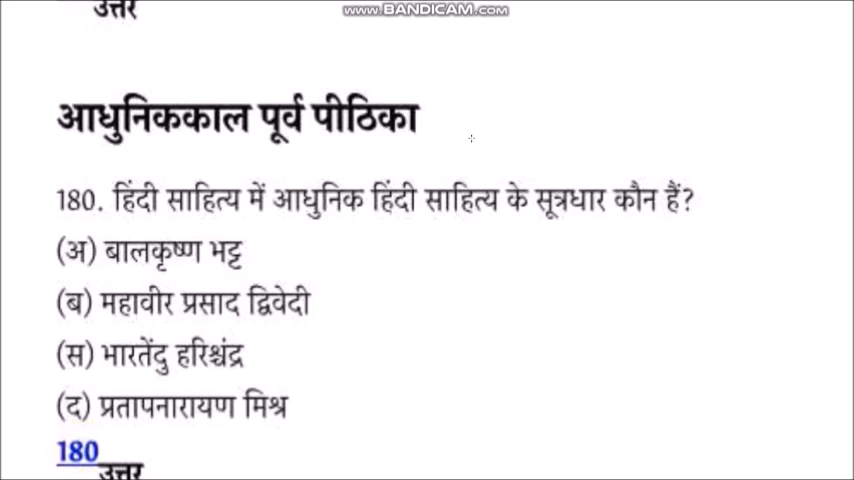 उत्तर
www.BANDICAM.com
आधुनिककाल पूर्व पीठिका
180. हिंदी साहित्य में आधुनिक हिंदी साहित्य के सूत्रधार कौन हैं?
(अ) बालकृष्ण भट्ट
(ब) महावीर प्रसाद द्विवेदी
(स) भारतेंदु हरिश्चंद्र
(द) प्रतापनारायण मिश्र
180
उत्तर